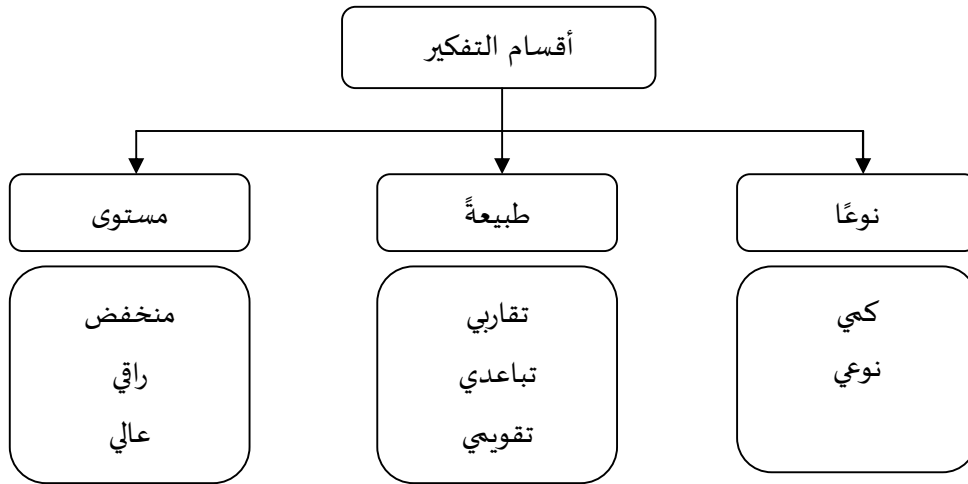 أقسام التفكير
نوعًا
طبيعةً
مستوى
كمي
نوعي
تقاربي
تباعدي
تقويمي
منخفض
راقي
عالي